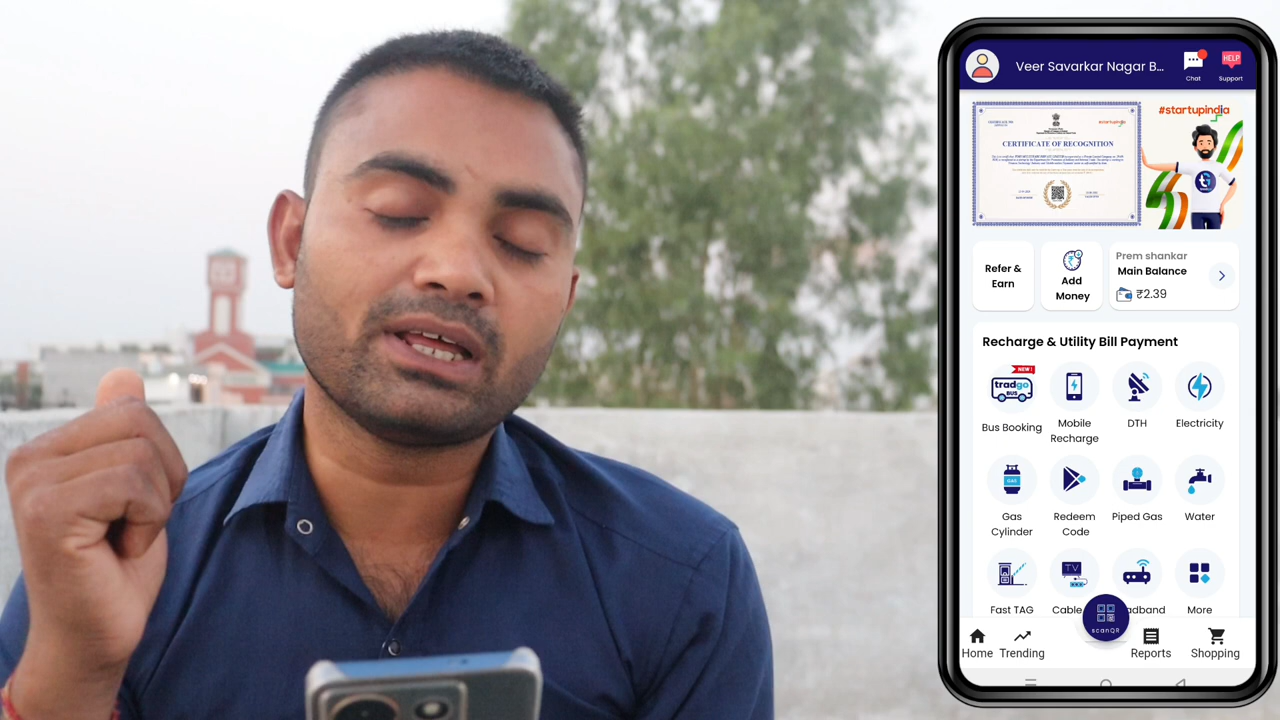 Veer Savarkar Nagar B...
Chat
HELP
Support
#startupindia
#startupindia
CERTIFICATE OF RECOGNITION
Refer &
Earn
Add
Money
Prem shankar
Main Balance
₹2.39
Recharge & Utility Bill Payment
NEW !
tradgo
BUS
Bus Booking
Mobile
Recharge
DTH
Electricity
GAS
Gas
Cylinder
Redeem
Code
Piped Gas
Water
TV
Fast TAG
Cable
adband
More
scanQR
Home
Trending
Reports
Shopping